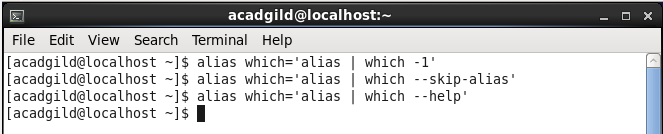 acadgild@localhost:~
File Edit View Search Terminal Help
[acadgild@localhost ~]$ alias which='alias | which -1'
[acadgild@localhost ~]$ alias which='alias | which --skip-alias'
[acadgild@localhost ~]$ alias which='alias | which --help'
[acadgild@localhost ~]$